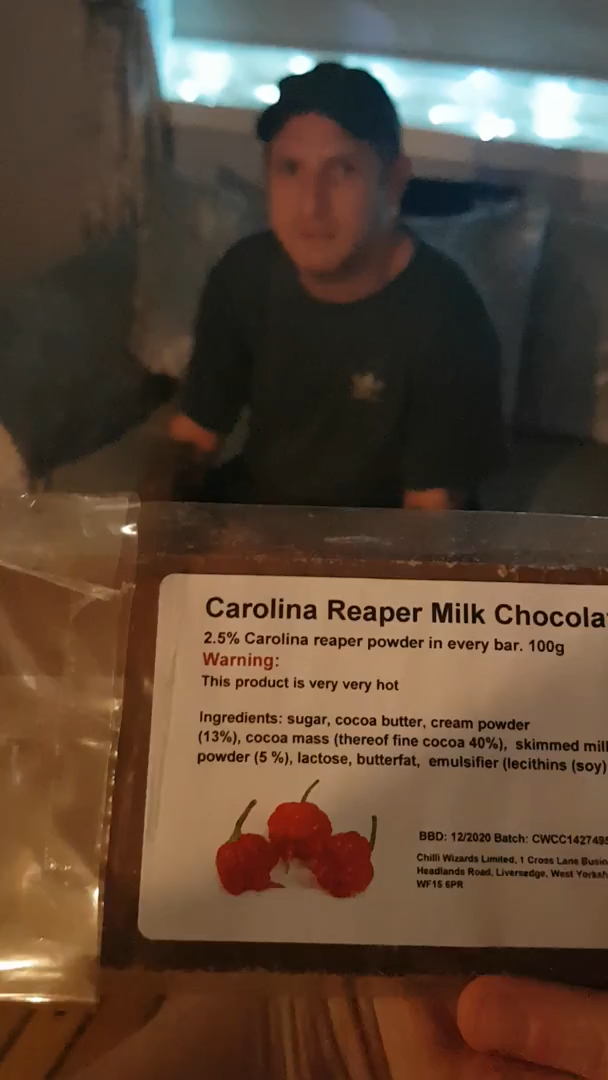 Carolina Reaper Milk Chocola
2.5% Carolina reaper powder in every bar. 100g
Warning:
This product is very very hot
Ingredients: sugar, cocoa butter, cream powder
(13%), cocoa mass (thereof fine cocoa 40%), skimmed mil
powder (5 %), lactose, butterfat, emulsifier (lecithins (soy)
BBD: 12/2020 Batch: CWCC1427495
Chilli Wizards Limited, 1 Cross Lane Busin
Headlands Road, Liversedge, West Yorksh
WF15 6PR